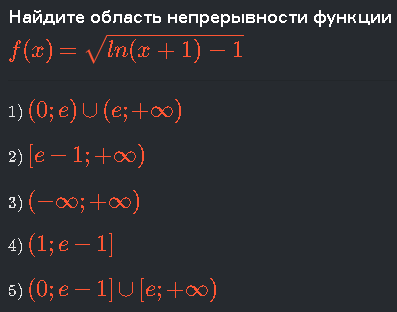 Найдите область непрерывности функции
f(x) = √(ln(x + 1) − 1)
1) (0; e) ∪ (e; +∞)
2) [e − 1; +∞)
3) (−∞; +∞)
4) (1; e − 1]
5) (0; e − 1] ∪ [e; +∞)